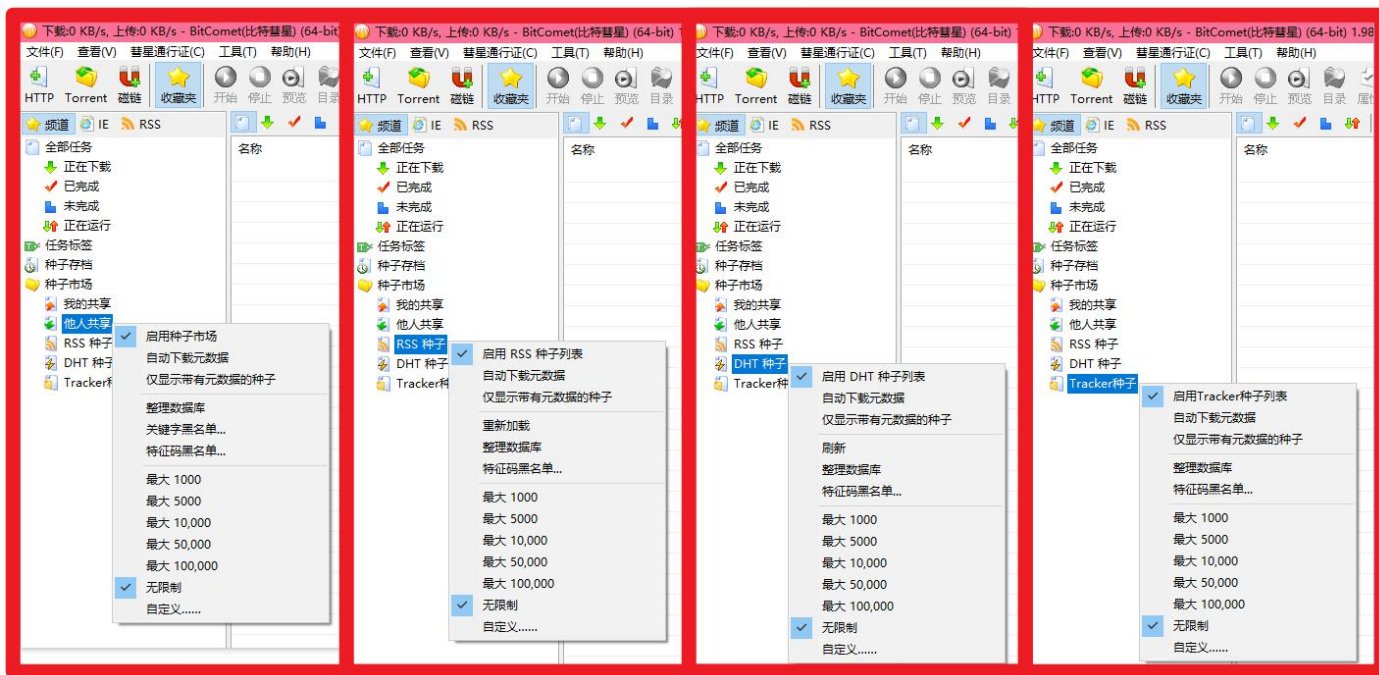 下载:0 KB/s, 上传:0 KB/s - BitComet(比特彗星) (64-bit)
文件(F) 查看(V) 彗星通行证(C) 工具(T) 帮助(H)
HTTP Torrent 磁链 收藏夹 开始 停止 预览 目录
频道 IE RSS
全部任务 名称
正在下载
已完成
未完成
正在运行
任务标签
种子存档
种子市场
我的共享
他人共享
RSS 种子
DHT 种子
Tracker种
启用种子市场
自动下载元数据
仅显示带有元数据的种子
整理数据库
关键字黑名单...
特征码黑名单...
最大 1000
最大 5000
最大 10,000
最大 50,000
最大 100,000
无限制
自定义......
下载:0 KB/s, 上传:0 KB/s - BitComet(比特彗星) (64-bit) 1
文件(F) 查看(V) 彗星通行证(C) 工具(T) 帮助(H)
HTTP Torrent 磁链 收藏夹 开始 停止 预览 目录
频道 IE RSS
全部任务 名称
正在下载
已完成
未完成
正在运行
任务标签
种子存档
种子市场
我的共享
他人共享
RSS 种子
DHT 种子
Tracker种
启用 RSS 种子列表
自动下载元数据
仅显示带有元数据的种子
重新加载
整理数据库
特征码黑名单...
最大 1000
最大 5000
最大 10,000
最大 50,000
最大 100,000
无限制
自定义......
下载:0 KB/s, 上传:0 KB/s - BitComet(比特彗星) (64-bit)
文件(F) 查看(V) 彗星通行证(C) 工具(T) 帮助(H)
HTTP Torrent 磁链 收藏夹 开始 停止 预览 目录
频道 IE RSS
全部任务 名称
正在下载
已完成
未完成
正在运行
任务标签
种子存档
种子市场
我的共享
他人共享
RSS 种子
DHT 种子
Tracker种
启用 DHT 种子列表
自动下载元数据
仅显示带有元数据的种子
刷新
整理数据库
特征码黑名单...
最大 1000
最大 5000
最大 10,000
最大 50,000
最大 100,000
无限制
自定义......
下载:0 KB/s, 上传:0 KB/s - BitComet(比特彗星) (64-bit) 1.98
文件(F) 查看(V) 彗星通行证(C) 工具(T) 帮助(H)
HTTP Torrent 磁链 收藏夹 开始 停止 预览 目录 属
频道 IE RSS
全部任务 名称
正在下载
已完成
未完成
正在运行
任务标签
种子存档
种子市场
我的共享
他人共享
RSS 种子
DHT 种子
Tracker种子
启用Tracker种子列表
自动下载元数据
仅显示带有元数据的种子
整理数据库
特征码黑名单...
最大 1000
最大 5000
最大 10,000
最大 50,000
最大 100,000
无限制
自定义......